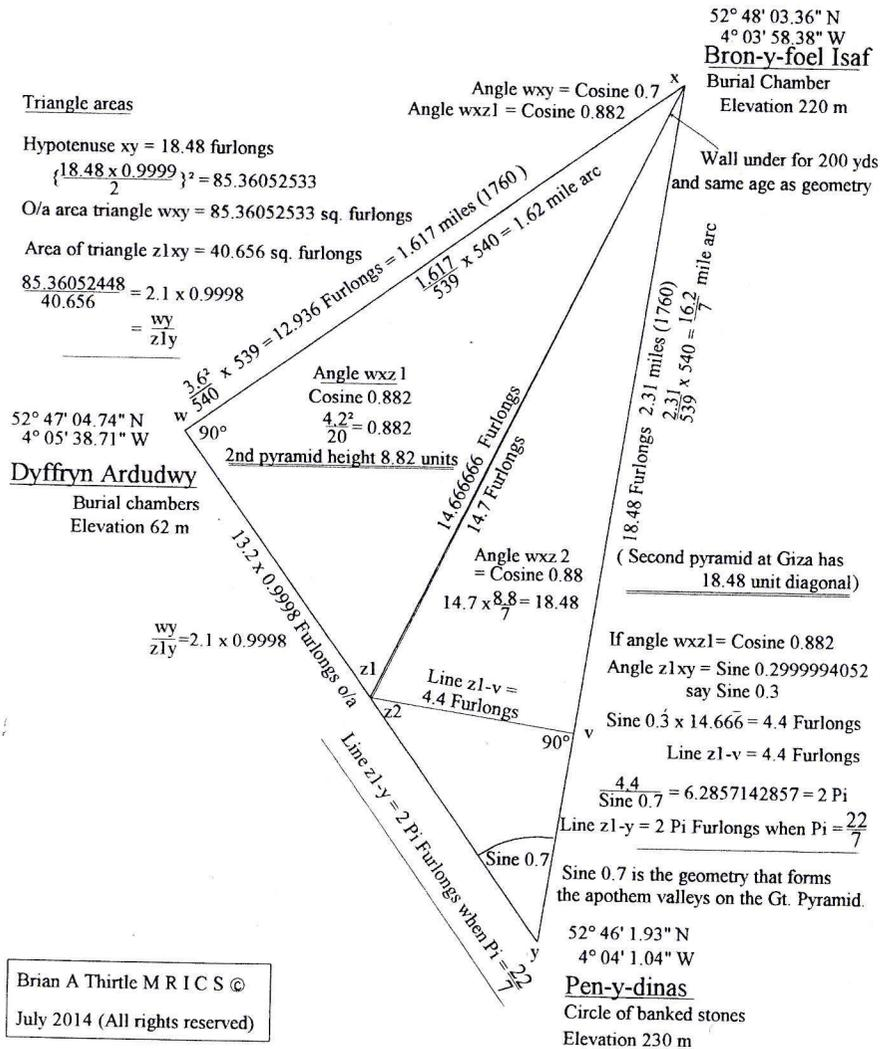 52° 48' 03.36" N
4° 03' 58.38" W
Bron-y-foel Isaf
Burial Chamber
Elevation 220 m
x
Angle wxy = Cosine 0.7
Angle wxz1 = Cosine 0.882
Wall under for 200 yds
and same age as geometry
Triangle areas
Hypotenuse xy = 18.48 furlongs
{18.48 x 0.9999 / 2}² = 85.36052533
O/a area triangle wxy = 85.36052533 sq. furlongs
Area of triangle z1xy = 40.656 sq. furlongs
85.36052448 / 40.656 = 2.1 x 0.9998
= wy / z1y
3.6² / 540 x 539 = 12.936 Furlongs = 1.617 miles (1760)
1.617 / 539 x 540 = 1.62 mile arc
18.48 Furlongs 2.31 miles (1760)
2.31 / 539 x 540 = 16.2 / 7 mile arc
w
90°
52° 47' 04.74" N
4° 05' 38.71" W
Dyffryn Ardudwy
Burial chambers
Elevation 62 m
Angle wxz1
Cosine 0.882
4.2² / 20 = 0.882
2nd pyramid height 8.82 units
14.666666 Furlongs
14.7 Furlongs
Angle wxz 2
= Cosine 0.88
14.7 x 8.8 / 7 = 18.48
( Second pyramid at Giza has
18.48 unit diagonal)
13.2 x 0.9998 Furlongs o/a
wy / z1y = 2.1 x 0.9998
z1
z2
Line z1-v =
4.4 Furlongs
90°
v
If angle wxz1= Cosine 0.882
Angle z1xy = Sine 0.2999994052
say Sine 0.3
Sine 0.3̇ x 14.666̅ = 4.4 Furlongs
Line z1-v = 4.4 Furlongs
4.4 / Sine 0.7 = 6.2857142857 = 2 Pi
Line z1-y = 2 Pi Furlongs when Pi = 22 / 7
Line z1-y = 2 Pi Furlongs when Pi = 22 / 7
Sine 0.7
Sine 0.7 is the geometry that forms
the apothem valleys on the Gt. Pyramid.
y
52° 46' 1.93" N
4° 04' 1.04" W
Pen-y-dinas
Circle of banked stones
Elevation 230 m
Brian A Thirtle M R I C S ©
July 2014 (All rights reserved)